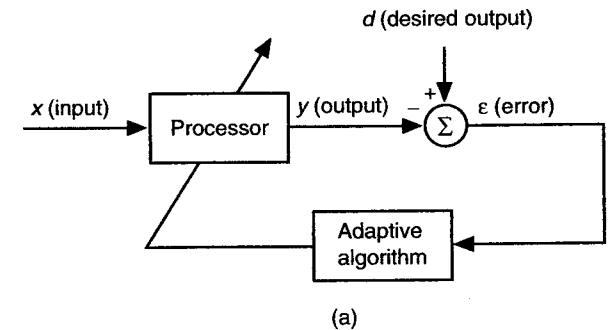 d (desired output)
x (input)
y (output)
− +
ε (error)
Processor
Σ
Adaptive
algorithm
(a)